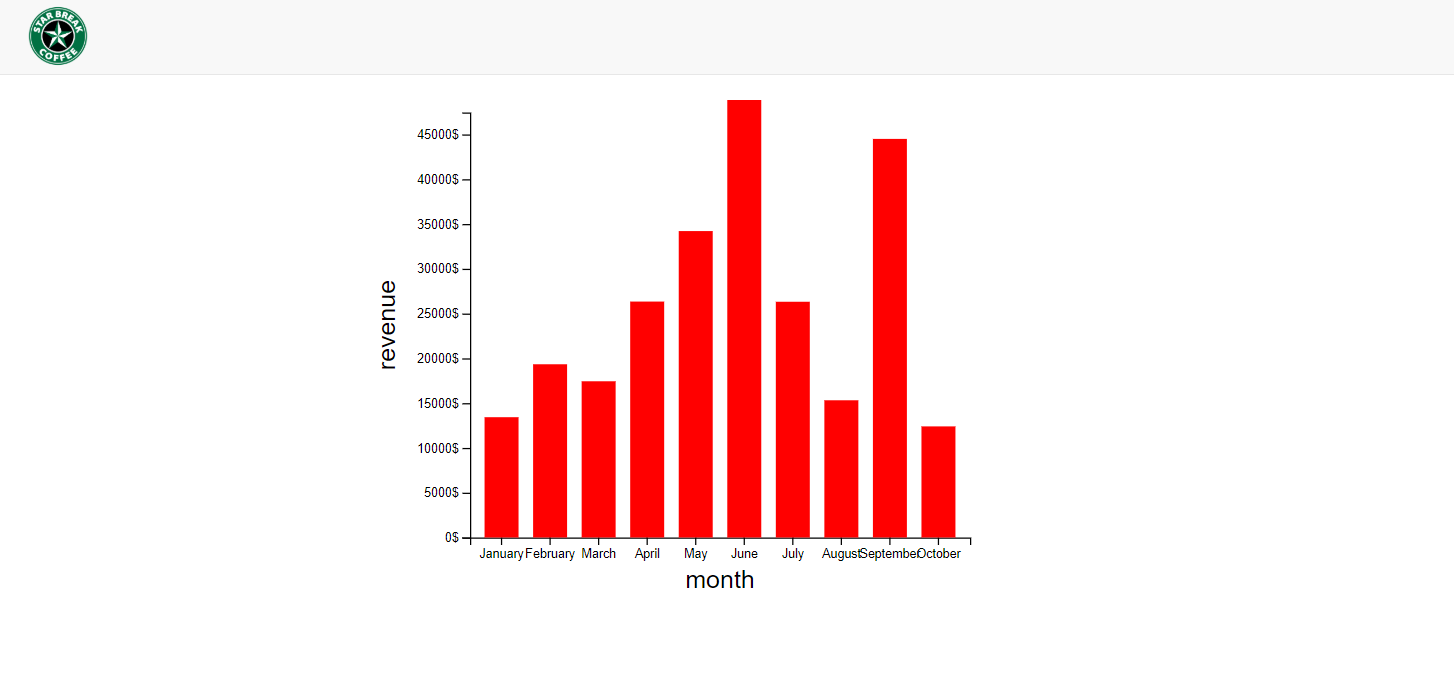 STAR BREAK
COFFEE
45000$
40000$
35000$
30000$
25000$
20000$
15000$
10000$
5000$
0$
revenue
January February March April May June July August September October
month